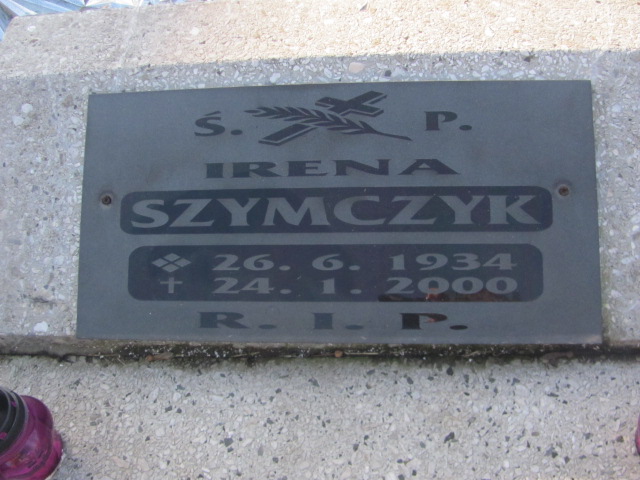 Ś. P.
IRENA
SZYMCZYK
26. 6. 1934
✝ 24. 1. 2000
R. I. P.